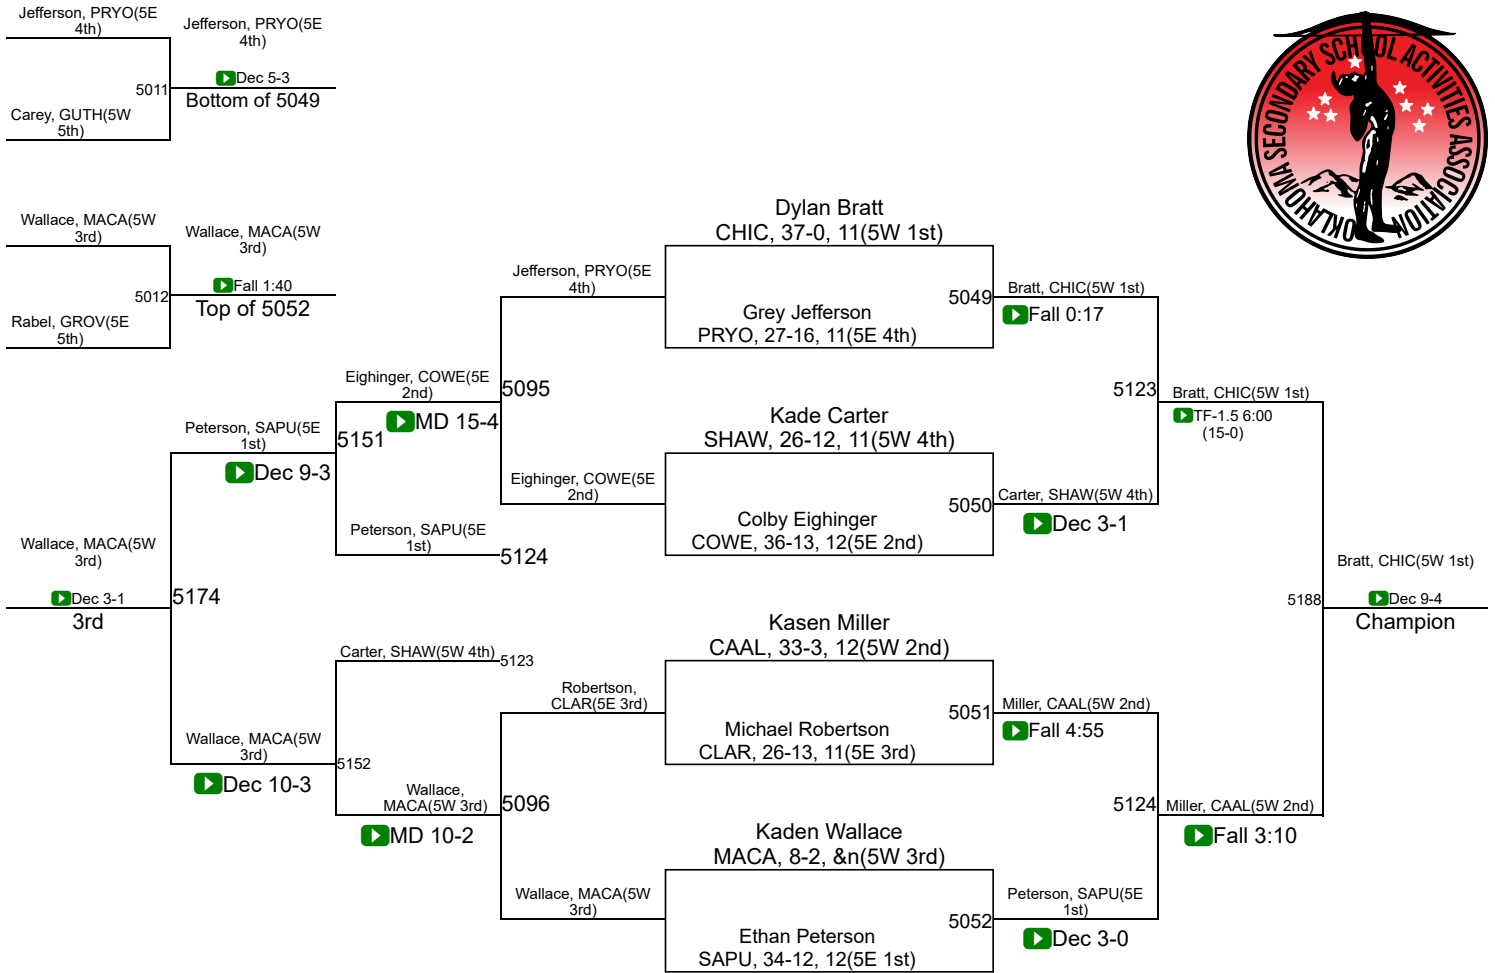 Jefferson, PRYO(5E
4th)
Jefferson, PRYO(5E
4th)
5011
Dec 5-3
Bottom of 5049
Carey, GUTH(5W
5th)
Wallace, MACA(5W
3rd)
Wallace, MACA(5W
3rd)
5012
Fall 1:40
Top of 5052
Rabel, GROV(5E
5th)
OKLAHOMA SECONDARY SCHOOL ACTIVITIES ASSOCIATION
Dylan Bratt
CHIC, 37-0, 11(5W 1st)
Jefferson, PRYO(5E
4th)
5049
Bratt, CHIC(5W 1st)
Fall 0:17
Grey Jefferson
PRYO, 27-16, 11(5E 4th)
Eighinger, COWE(5E
2nd)
5095
MD 15-4
5123
Bratt, CHIC(5W 1st)
TF-1.5 6:00
(15-0)
Kade Carter
SHAW, 26-12, 11(5W 4th)
Peterson, SAPU(5E
1st)
5151
Dec 9-3
Eighinger, COWE(5E
2nd)
5050
Carter, SHAW(5W 4th)
Dec 3-1
Colby Eighinger
COWE, 36-13, 12(5E 2nd)
Peterson, SAPU(5E
1st)
5124
Wallace, MACA(5W
3rd)
5174
Dec 3-1
3rd
Bratt, CHIC(5W 1st)
5188
Dec 9-4
Champion
Kasen Miller
CAAL, 33-3, 12(5W 2nd)
Carter, SHAW(5W 4th)
5123
Robertson,
CLAR(5E 3rd)
5051
Miller, CAAL(5W 2nd)
Fall 4:55
Michael Robertson
CLAR, 26-13, 11(5E 3rd)
Wallace, MACA(5W
3rd)
5152
Dec 10-3
Wallace,
MACA(5W 3rd)
5096
MD 10-2
5124
Miller, CAAL(5W 2nd)
Fall 3:10
Kaden Wallace
MACA, 8-2, &n(5W 3rd)
Wallace, MACA(5W
3rd)
5052
Peterson, SAPU(5E
1st)
Dec 3-0
Ethan Peterson
SAPU, 34-12, 12(5E 1st)